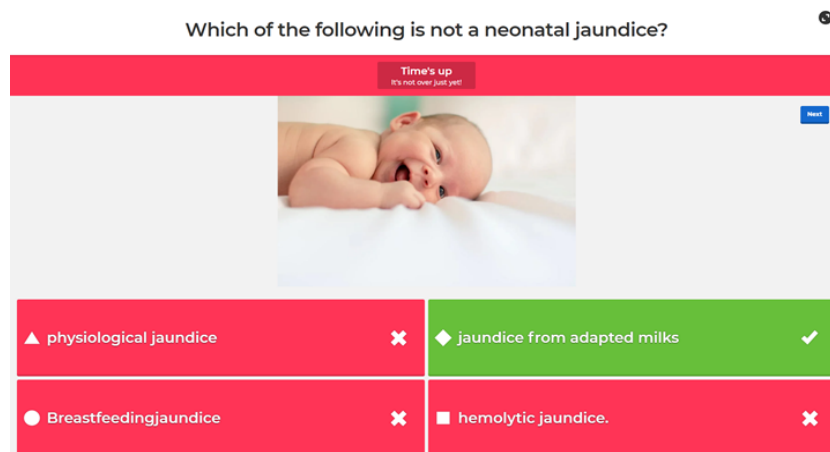 Which of the following is not a neonatal jaundice?
Time's up
It's not over just yet!
Next
physiological jaundice
jaundice from adapted milks
Breastfeedingjaundice
hemolytic jaundice.